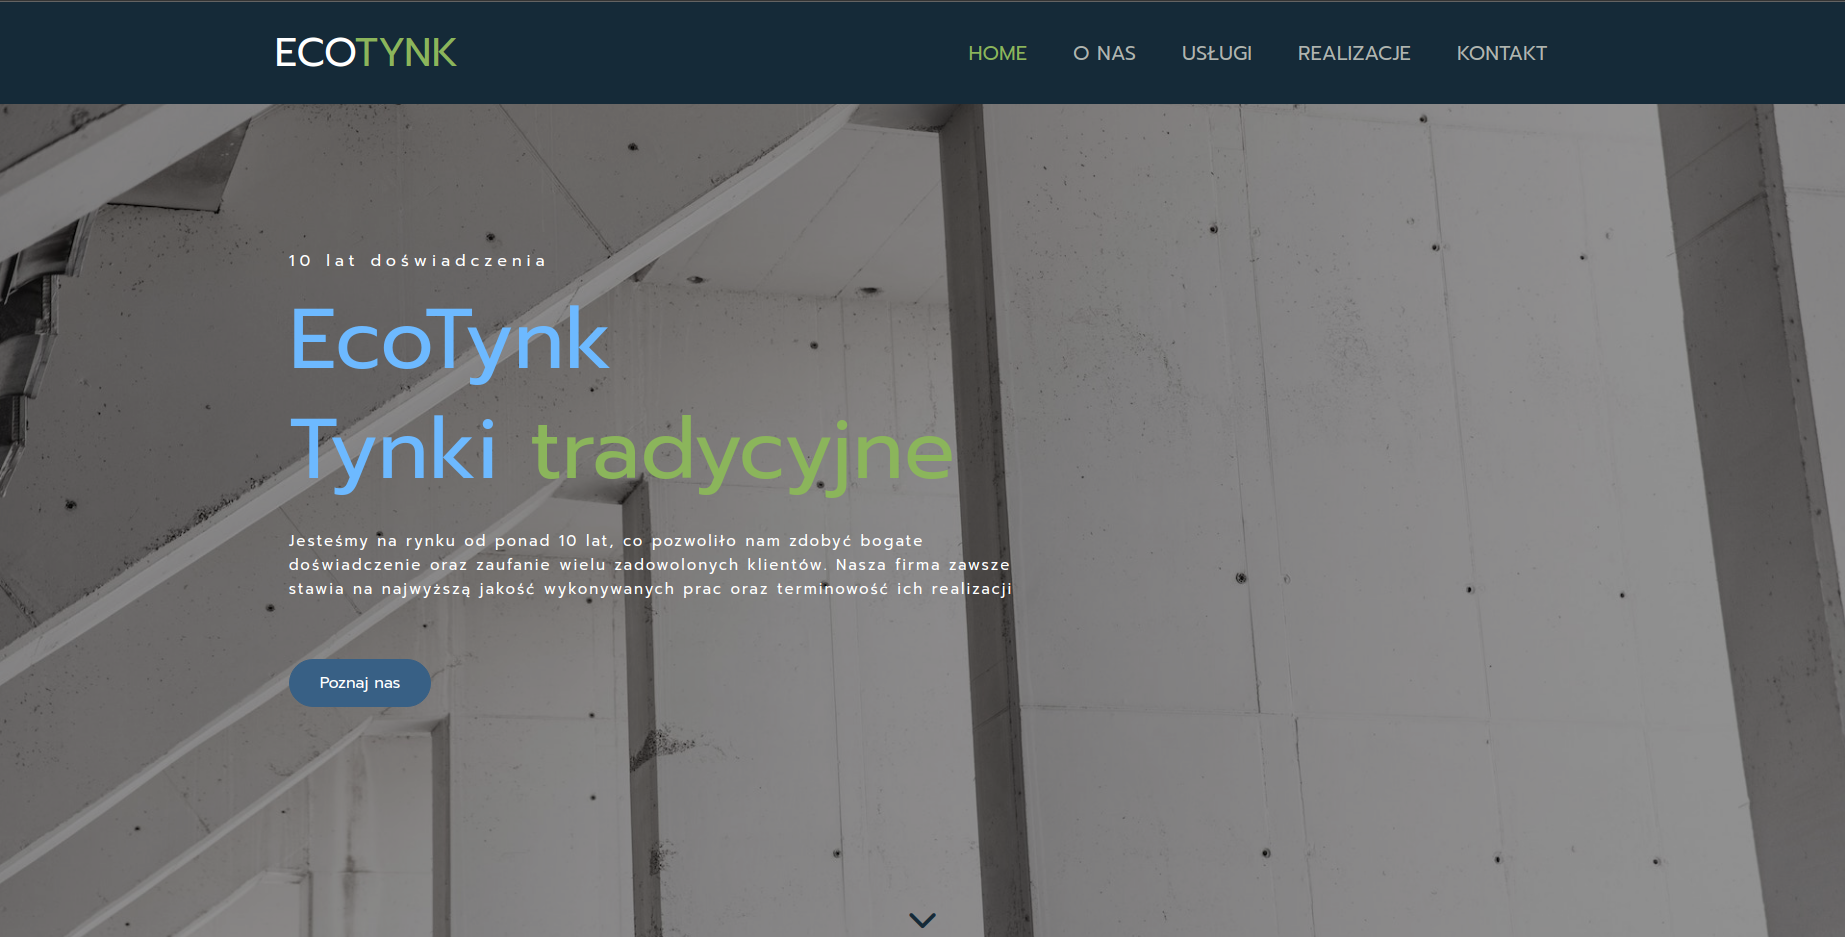 ECOTYNK
HOME O NAS USŁUGI REALIZACJE KONTAKT
10 lat doświadczenia
EcoTynk
Tynki tradycyjne
Jesteśmy na rynku od ponad 10 lat, co pozwoliło nam zdobyć bogate
doświadczenie oraz zaufanie wielu zadowolonych klientów. Nasza firma zawsze
stawia na najwyższą jakość wykonywanych prac oraz terminowość ich realizacji
Poznaj nas